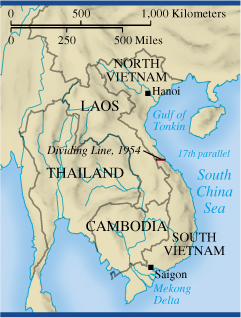 0 500 1,000 Kilometers
0 250 500 Miles
NORTH
VIETNAM
Hanoi
LAOS
Gulf of
Tonkin
Dividing Line, 1954
17th parallel
THAILAND
South
China
Sea
CAMBODIA
SOUTH
VIETNAM
Saigon
Mekong
Delta